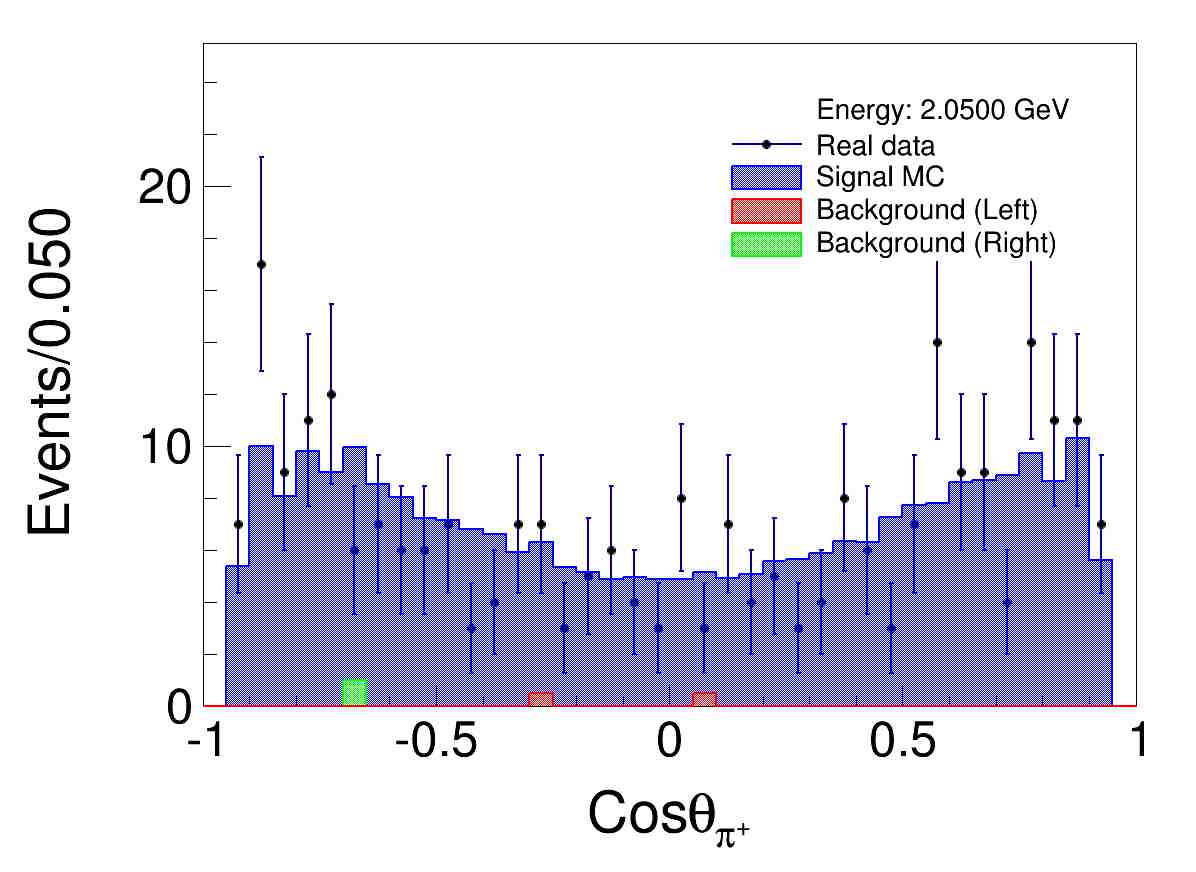 Energy: 2.0500 GeV
Real data
Signal MC
Background (Left)
Background (Right)
Events/0.050
20
10
0
-1 -0.5 0 0.5 1
Cosθπ+